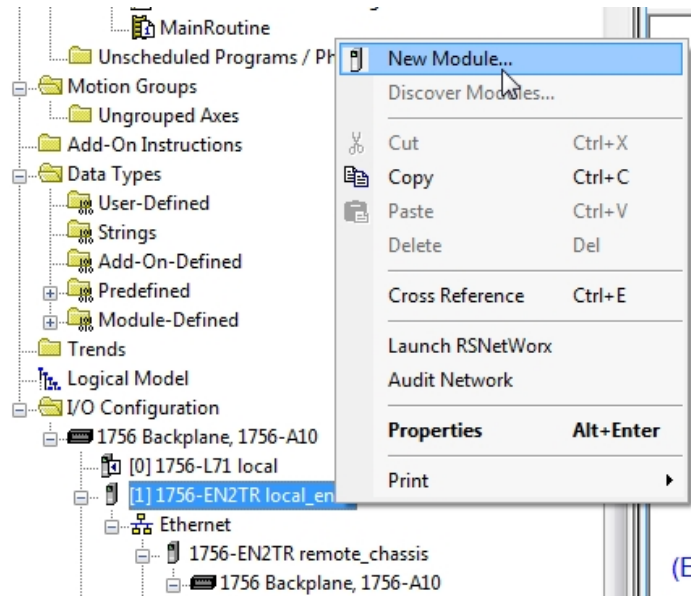 MainRoutine
Unscheduled Programs / Ph
Motion Groups
Ungrouped Axes
Add-On Instructions
Data Types
User-Defined
Strings
Add-On-Defined
Predefined
Module-Defined
Trends
Logical Model
I/O Configuration
1756 Backplane, 1756-A10
[0] 1756-L71 local
[1] 1756-EN2TR local_en
Ethernet
1756-EN2TR remote_chassis
1756 Backplane, 1756-A10
New Module...
Discover Modules...
Cut Ctrl+X
Copy Ctrl+C
Paste Ctrl+V
Delete Del
Cross Reference Ctrl+E
Launch RSNetWorx
Audit Network
Properties Alt+Enter
Print
(E